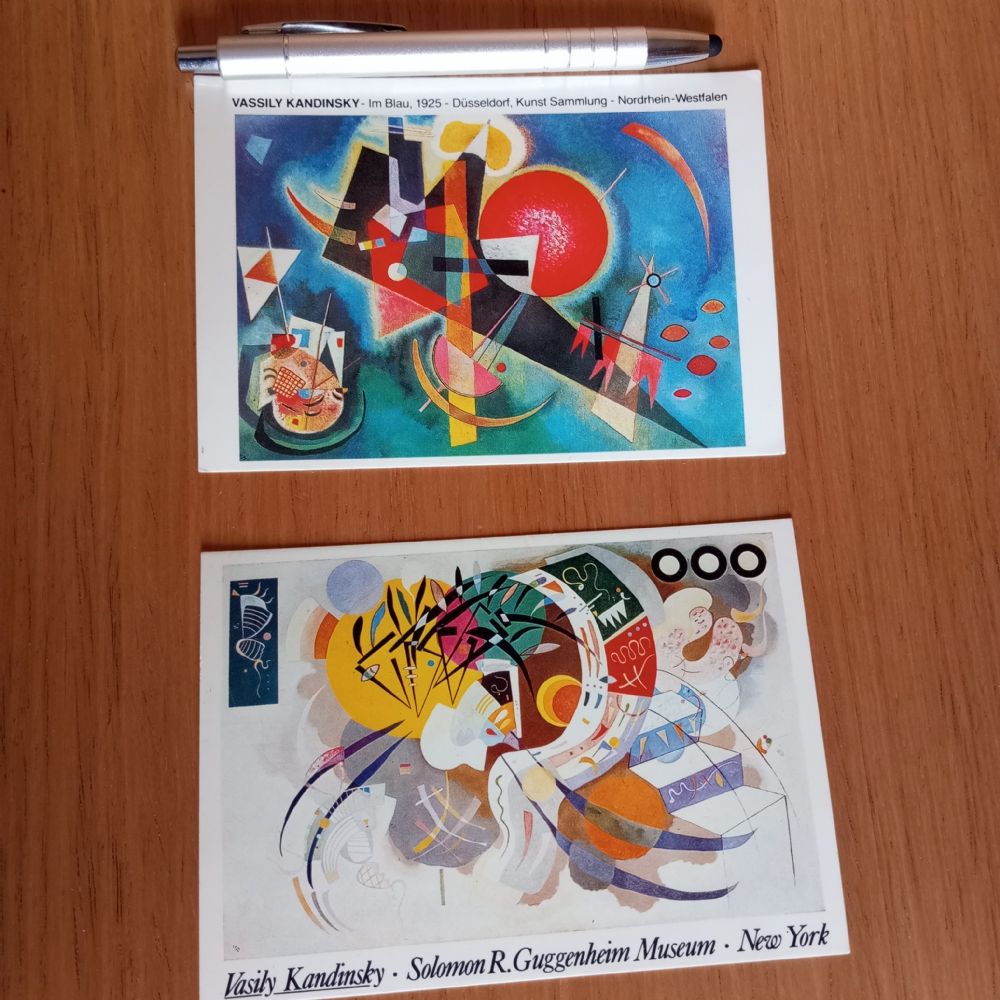 VASSILY KANDINSKY - Im Blau, 1925 - Düsseldorf, Kunst Sammlung - Nordrhein-Westfalen
Vasily Kandinsky · Solomon R. Guggenheim Museum · New York